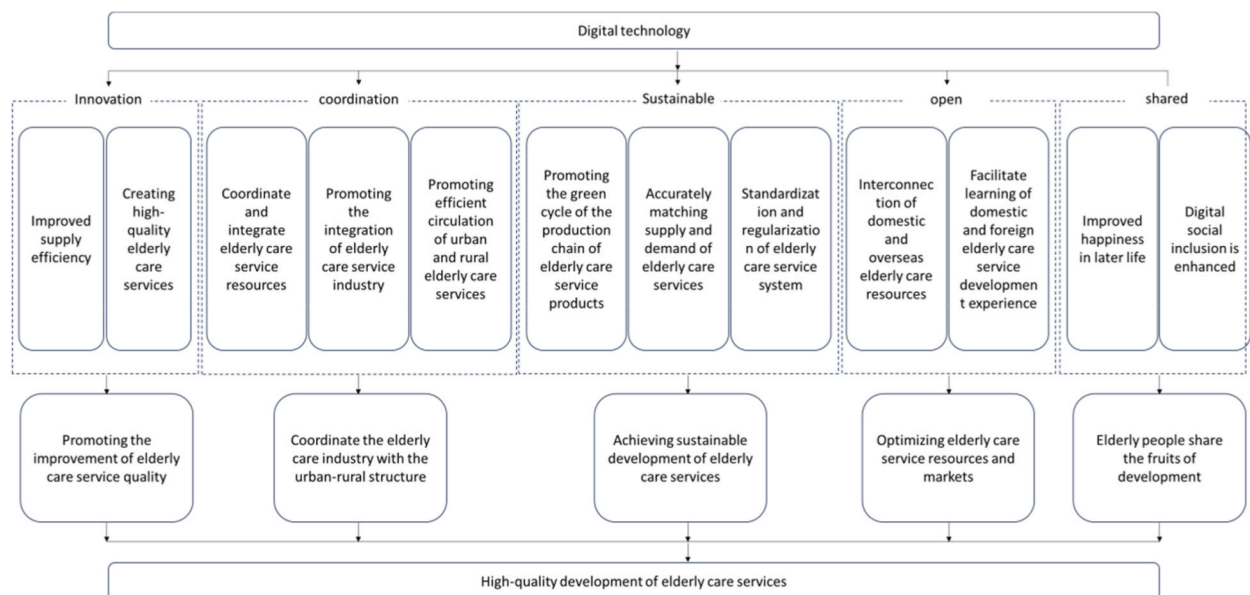 Digital technology
Innovation
coordination
Sustainable
open
shared
Improved
supply
efficiency
Creating
high-
quality
elderly
care
services
Coordinate
and
integrate
elderly care
service
resources
Promoting
the
integration
of elderly
care service
industry
Promoting
efficient
circulation
of urban
and rural
elderly care
services
Promoting
the green
cycle of the
production
chain of
elderly care
service
products
Accurately
matching
supply and
demand of
elderly care
services
Standardizat
ion and
regularizatio
n of elderly
care service
system
Interconnec
tion of
domestic
and
overseas
elderly care
resources
Facilitate
learning of
domestic
and foreign
elderly care
service
developmen
t experience
Improved
happiness
in later life
Digital
social
inclusion is
enhanced
Promoting the
improvement of elderly
care service quality
Coordinate the elderly
care industry with the
urban-rural structure
Achieving sustainable
development of elderly
care services
Optimizing elderly care
service resources and
markets
Elderly people share
the fruits of
development
High-quality development of elderly care services